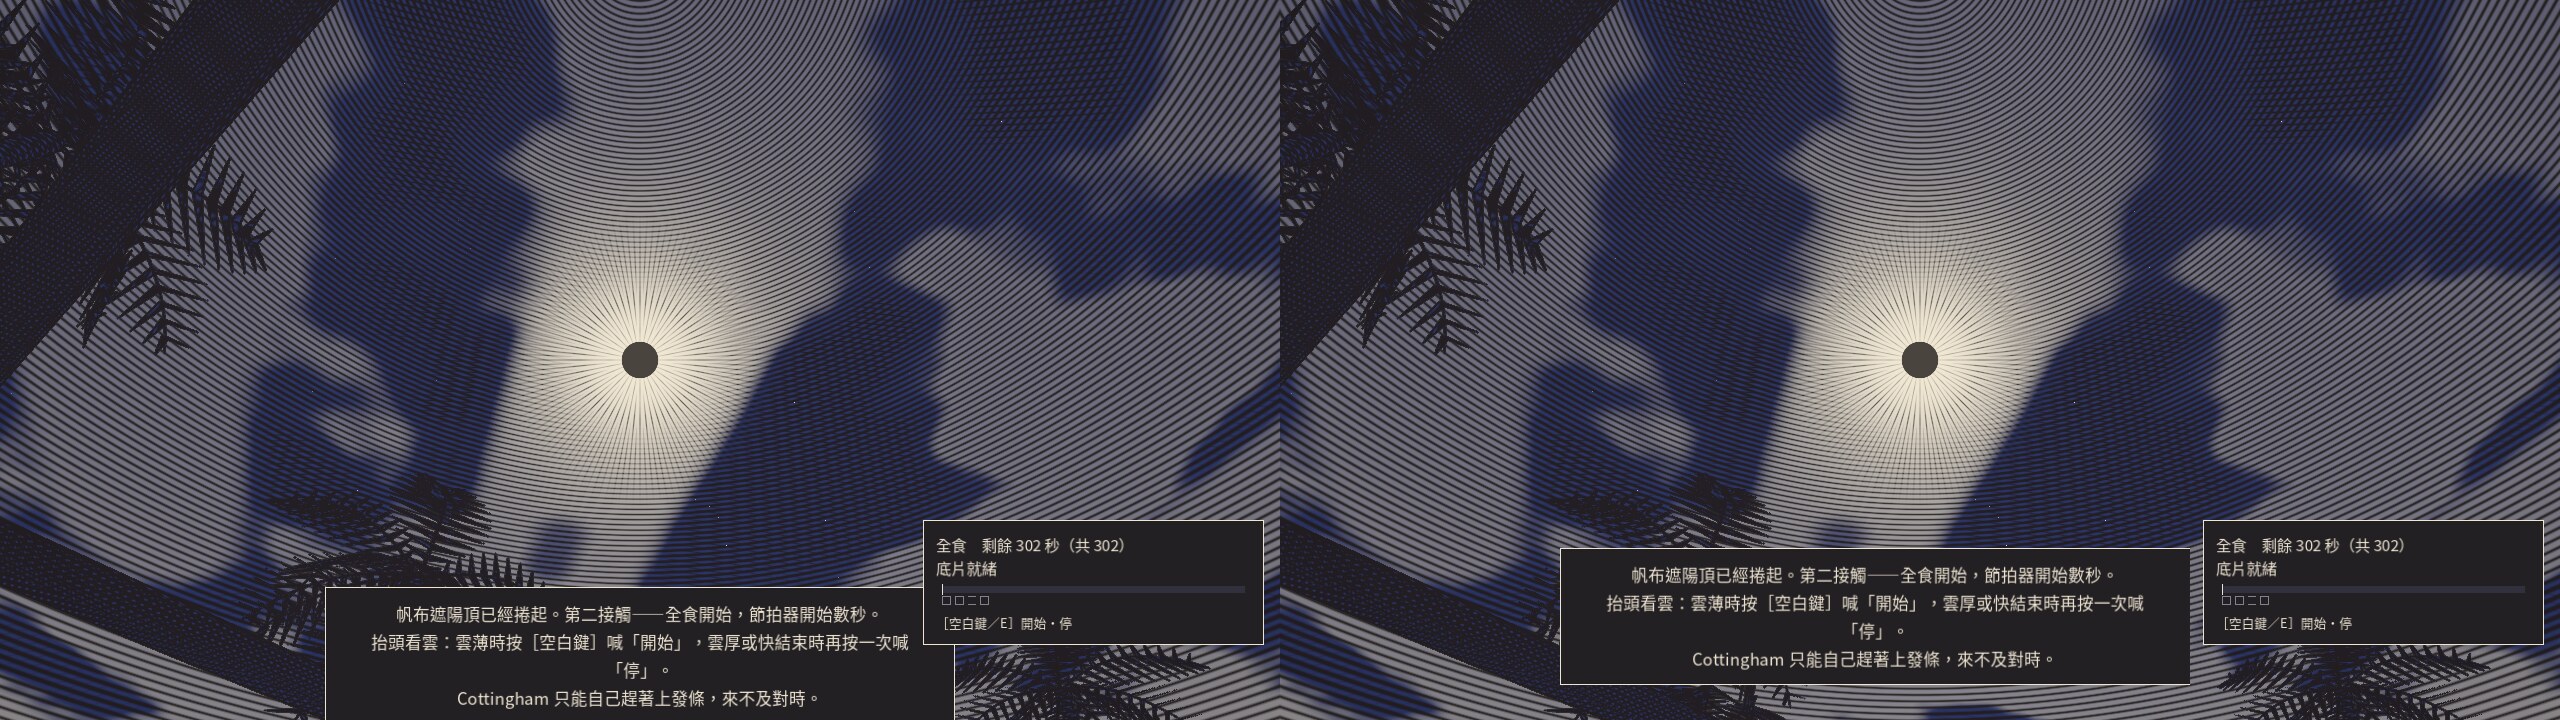 帆布遮陽頂已經捲起。第二接觸——全食開始，節拍器開始數秒。
抬頭看雲：雲薄時按［空白鍵］喊「開始」，雲厚或快結束時再按一次喊
「停」。
Cottingham 只能自己趕著上發條，來不及對時。
全食　剩餘 302 秒（共 302）
底片就緒
［空白鍵／E］開始・停
帆布遮陽頂已經捲起。第二接觸——全食開始，節拍器開始數秒。
抬頭看雲：雲薄時按［空白鍵］喊「開始」，雲厚或快結束時再按一次喊
「停」。
Cottingham 只能自己趕著上發條，來不及對時。
全食　剩餘 302 秒（共 302）
底片就緒
［空白鍵／E］開始・停